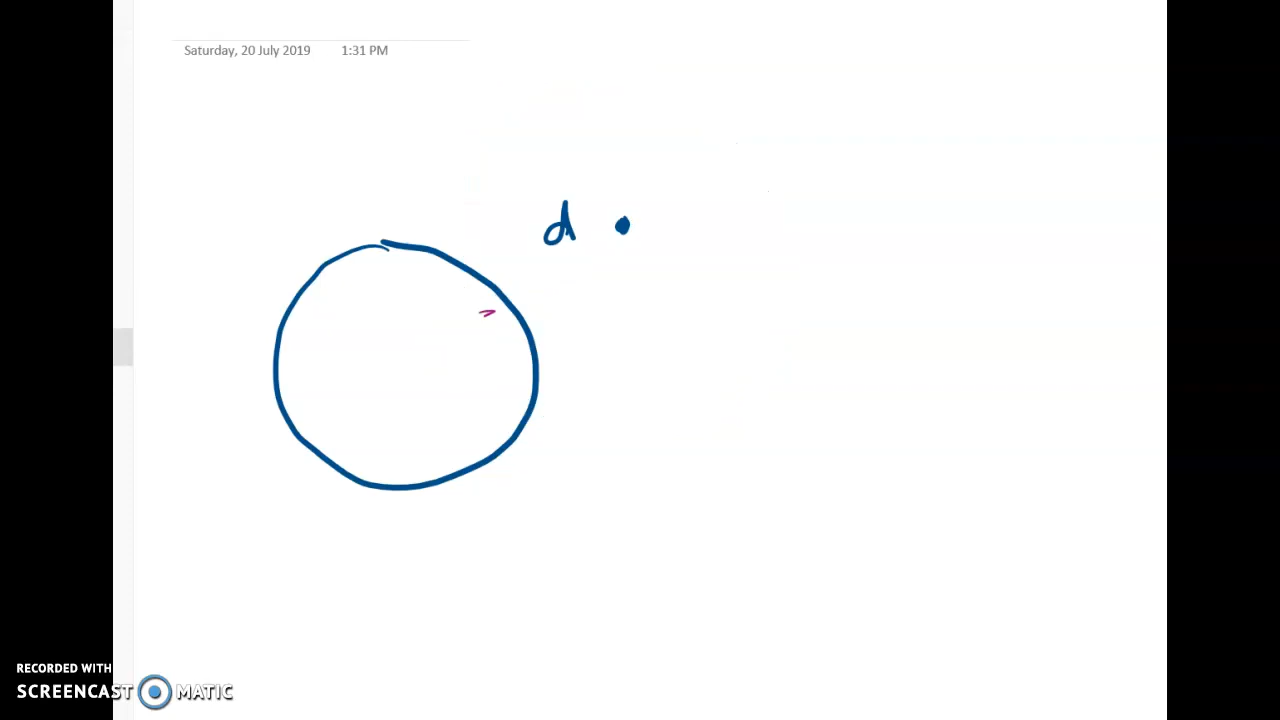 Saturday, 20 July 2019 1:31 PM
d •
RECORDED WITH
SCREENCAST MATIC